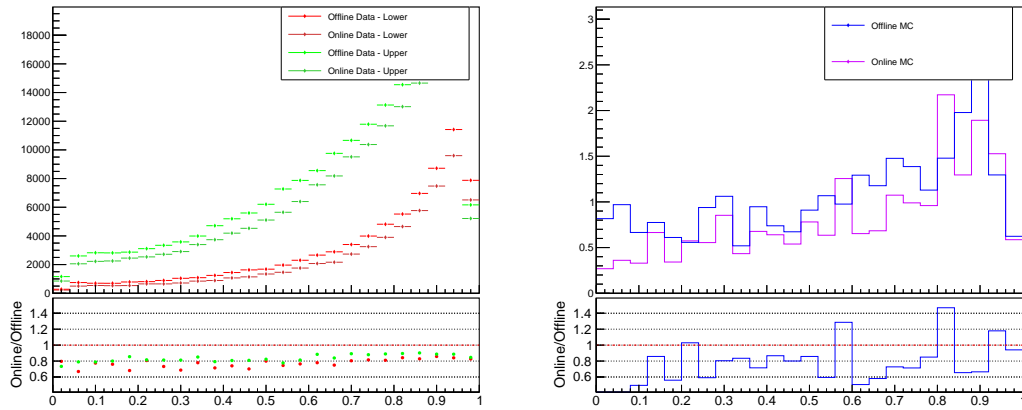 Offline Data - Lower
Online Data - Lower
Offline Data - Upper
Online Data - Upper
18000
16000
14000
12000
10000
8000
6000
4000
2000
0
Online/Offline
1.4
1.2
1
0.8
0.6
0 0.1 0.2 0.3 0.4 0.5 0.6 0.7 0.8 0.9 1
Offline MC
Online MC
3
2.5
2
1.5
1
0.5
0
Online/Offline
1.4
1.2
1
0.8
0.6
0 0.1 0.2 0.3 0.4 0.5 0.6 0.7 0.8 0.9 1